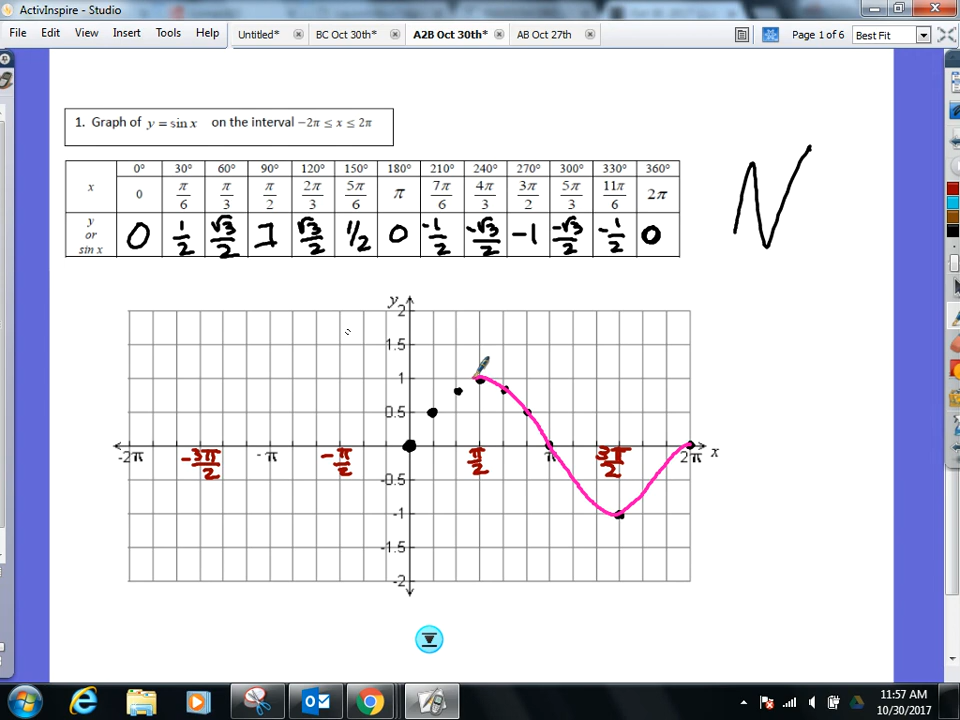 ActivInspire - Studio
File Edit View Insert Tools Help Untitled* BC Oct 30th* A2B Oct 30th* AB Oct 27th Page 1 of 6 Best Fit
1. Graph of y = sin x on the interval −2π ≤ x ≤ 2π
0° 30° 60° 90° 120° 150° 180° 210° 240° 270° 300° 330° 360°
x 0 π/6 π/3 π/2 2π/3 5π/6 π 7π/6 4π/3 3π/2 5π/3 11π/6 2π
y or sin x 0 1/2 √3/2 1 √3/2 1/2 0 -1/2 -√3/2 -1 -√3/2 -1/2 0
y
2
1.5
1
0.5
-2π -3π/2 -π -π/2 π/2 π 3π/2 2π x
-0.5
-1
-1.5
-2
11:57 AM
10/30/2017